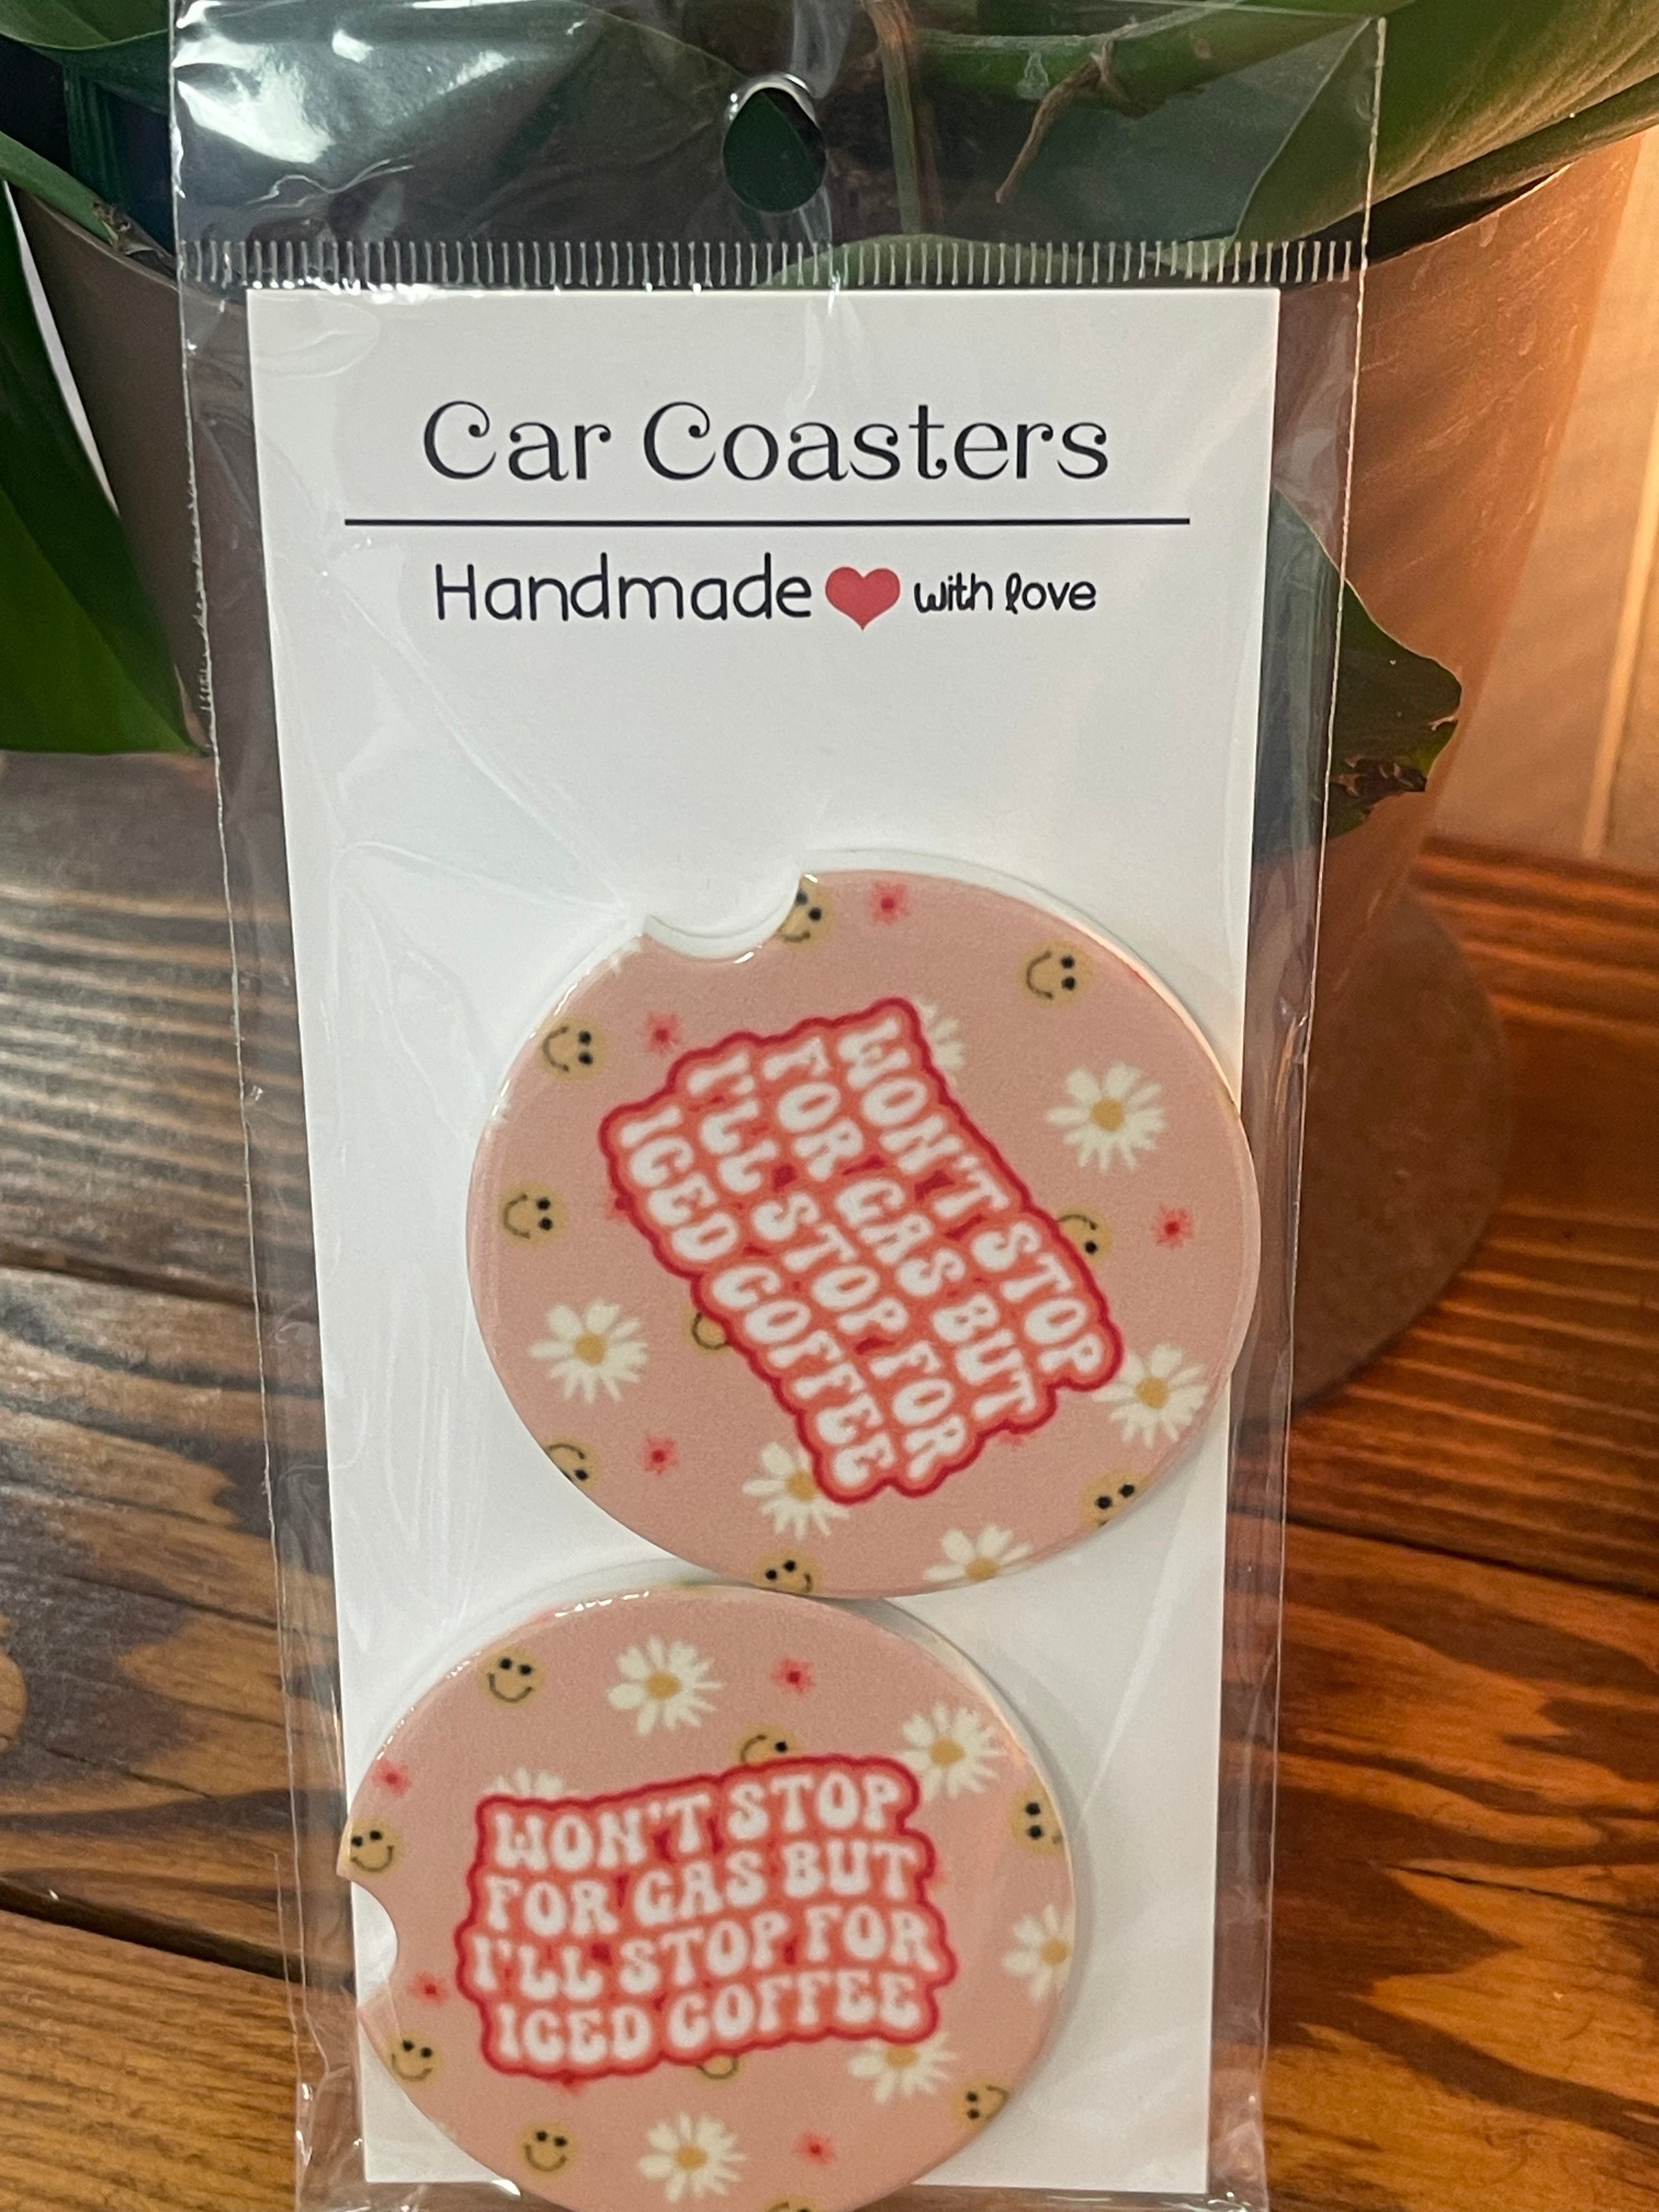 Car Coasters
Handmade with love
WON'T STOP
FOR GAS BUT
I'LL STOP FOR
ICED COFFEE
WON'T STOP
FOR GAS BUT
I'LL STOP FOR
ICED COFFEE